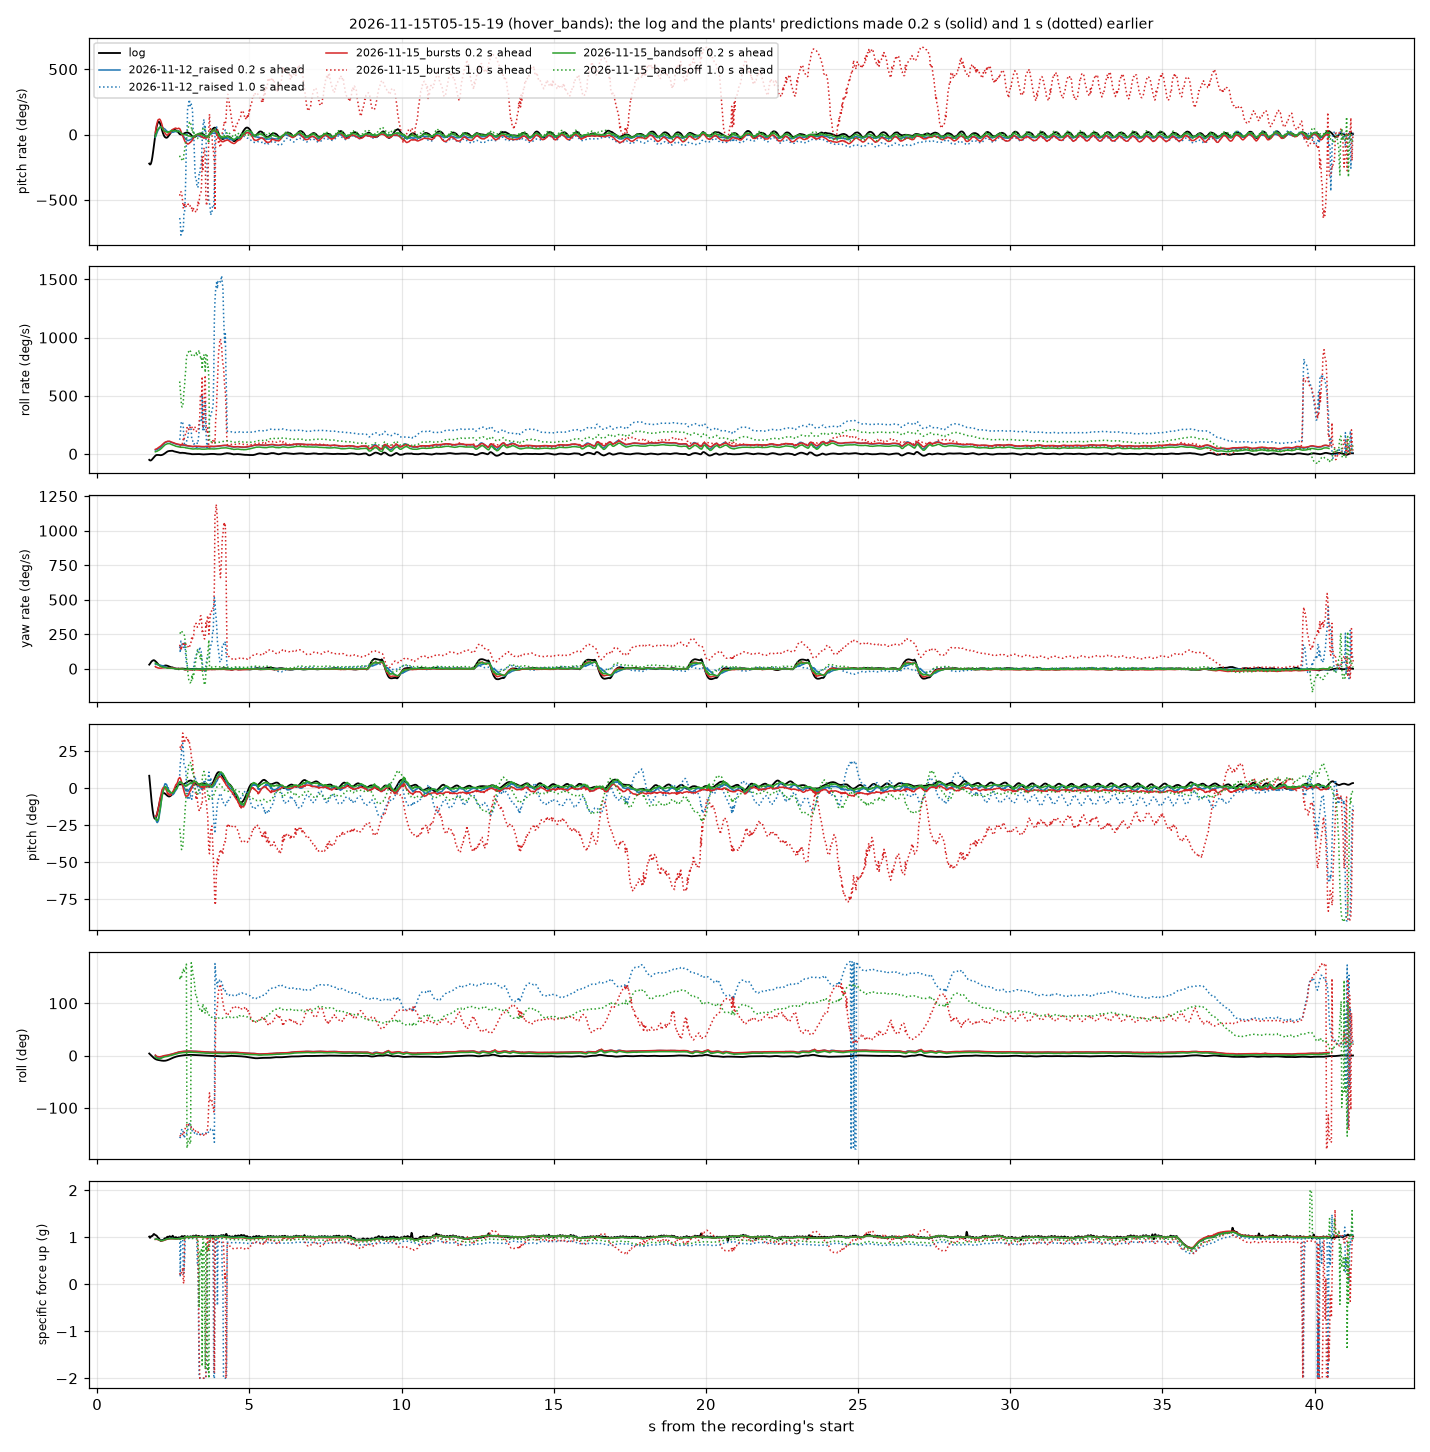 2026-11-15T05-15-19 (hover_bands): the log and the plants' predictions made 0.2 s (solid) and 1 s (dotted) earlier
log
2026-11-12_raised 0.2 s ahead
2026-11-12_raised 1.0 s ahead
2026-11-15_bursts 0.2 s ahead
2026-11-15_bursts 1.0 s ahead
2026-11-15_bandsoff 0.2 s ahead
2026-11-15_bandsoff 1.0 s ahead
pitch rate (deg/s)
500
0
−500
roll rate (deg/s)
1500
1000
500
0
yaw rate (deg/s)
1250
1000
750
500
250
0
pitch (deg)
25
0
−25
−50
−75
roll (deg)
100
0
−100
specific force up (g)
2
1
0
−1
−2
0 5 10 15 20 25 30 35 40
s from the recording's start